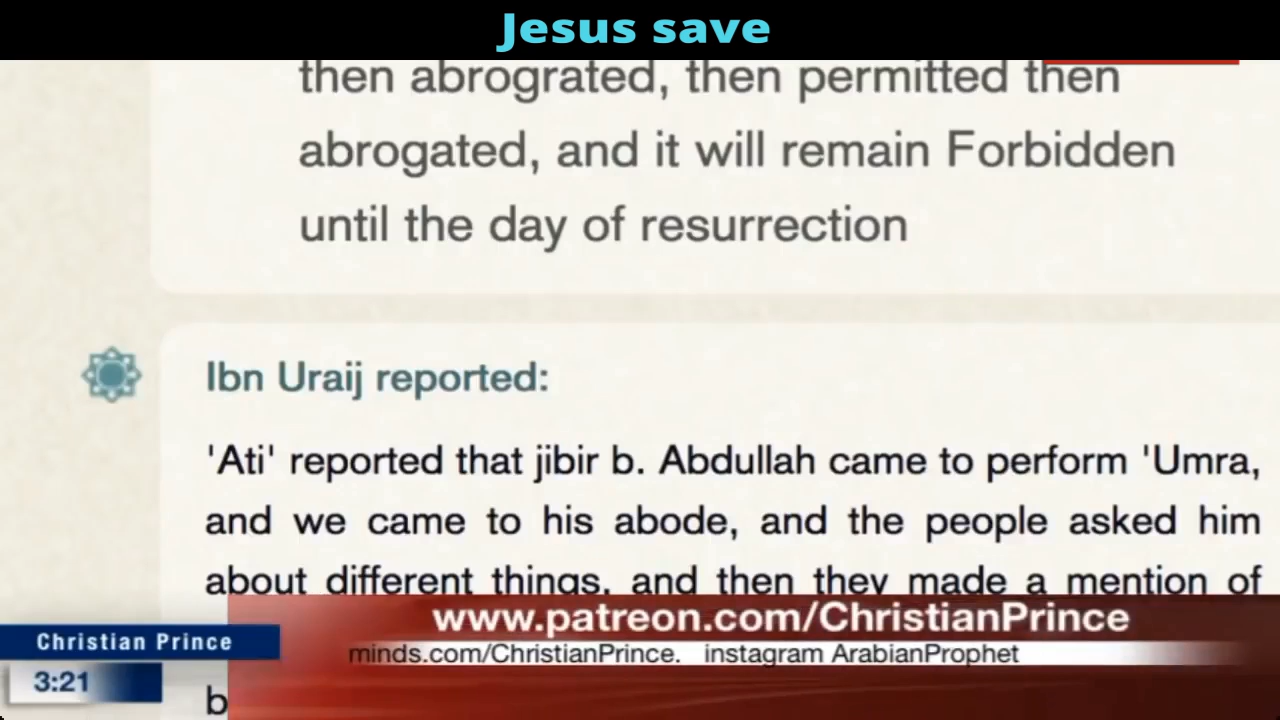 Jesus save
then abrograted, then permitted then
abrogated, and it will remain Forbidden
until the day of resurrection
Ibn Uraij reported:
'Ati' reported that jibir b. Abdullah came to perform 'Umra,
and we came to his abode, and the people asked him
about different things, and then they made a mention of
www.patreon.com/ChristianPrince
Christian Prince
minds.com/ChristianPrince. instagram ArabianProphet
3:21
b